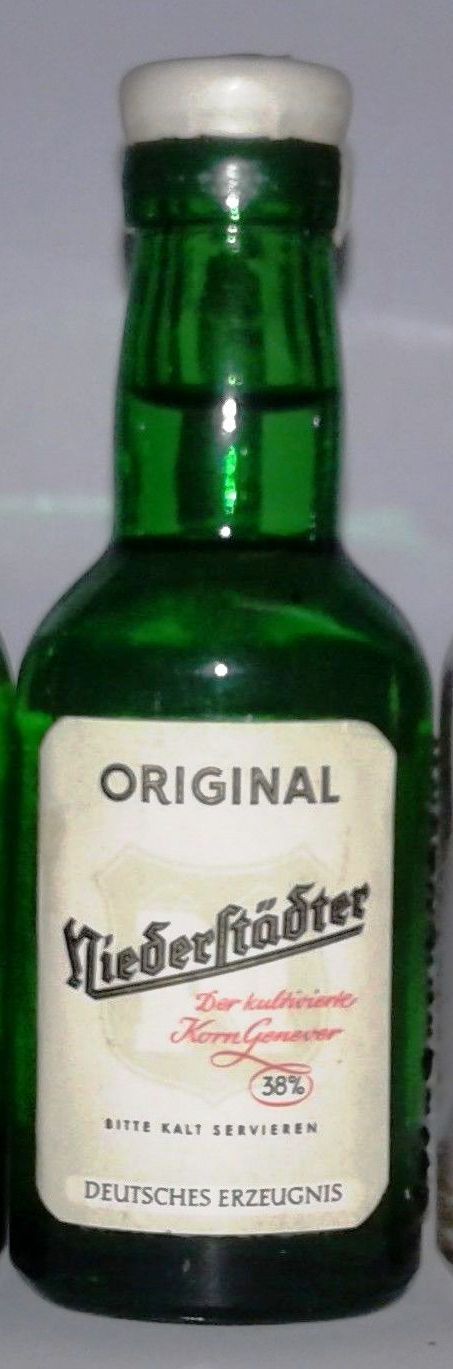 ORIGINAL
Niederstädter
Der kultivierte
Korn Genever
38%
BITTE KALT SERVIEREN
DEUTSCHES ERZEUGNIS